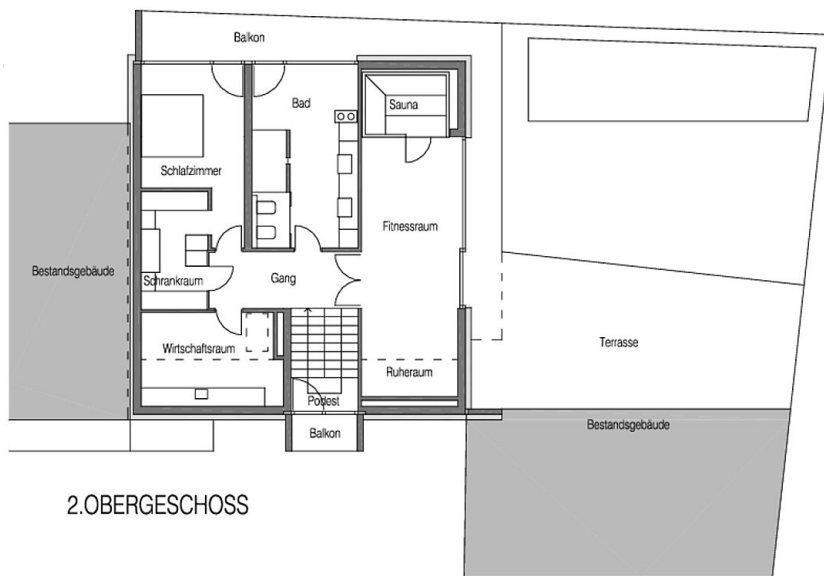 Balkon
Bad
Sauna
Schlafzimmer
Fitnessraum
Bestandsgebäude
Schrankraum
Gang
Wirtschaftsraum
Terrasse
Ruheraum
Podest
Balkon
Bestandsgebäude
2.OBERGESCHOSS